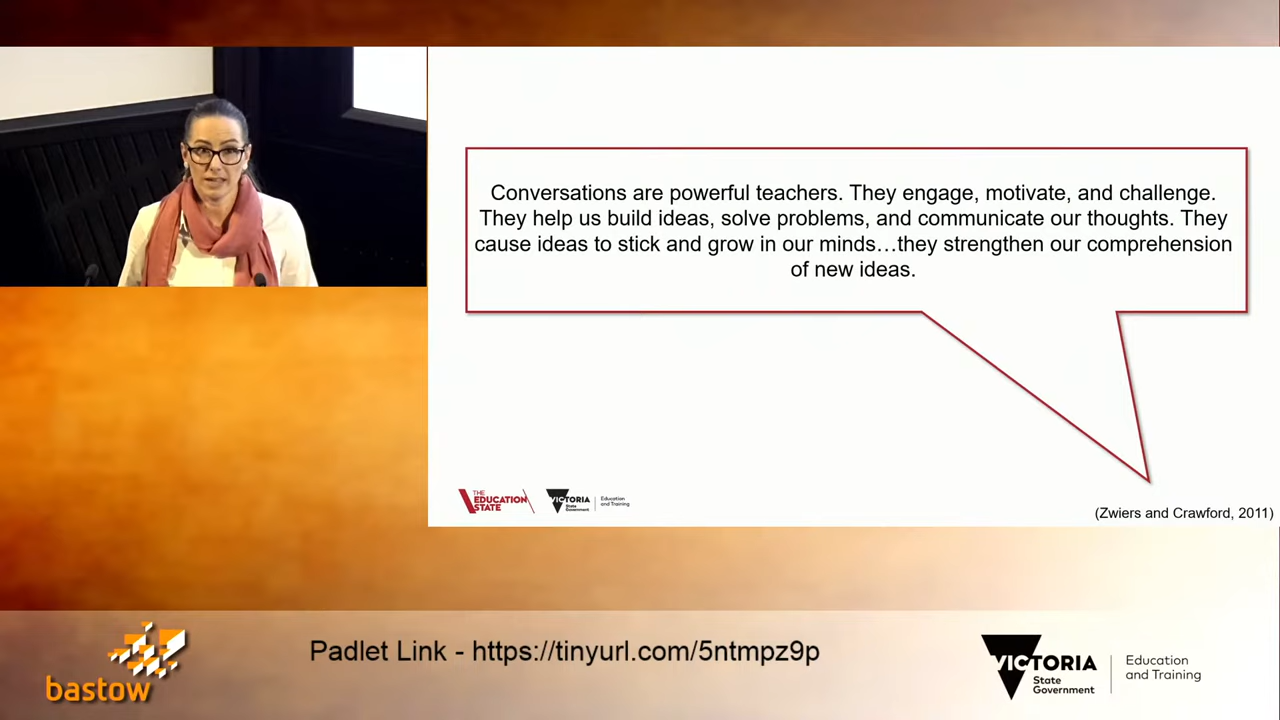 Conversations are powerful teachers. They engage, motivate, and challenge.
They help us build ideas, solve problems, and communicate our thoughts. They
cause ideas to stick and grow in our minds…they strengthen our comprehension
of new ideas.
THE
EDUCATION
STATE
VICTORIA
State
Government
Education
and Training
(Zwiers and Crawford, 2011)
bastow
Padlet Link - https://tinyurl.com/5ntmpz9p
VICTORIA
State
Government
Education
and Training